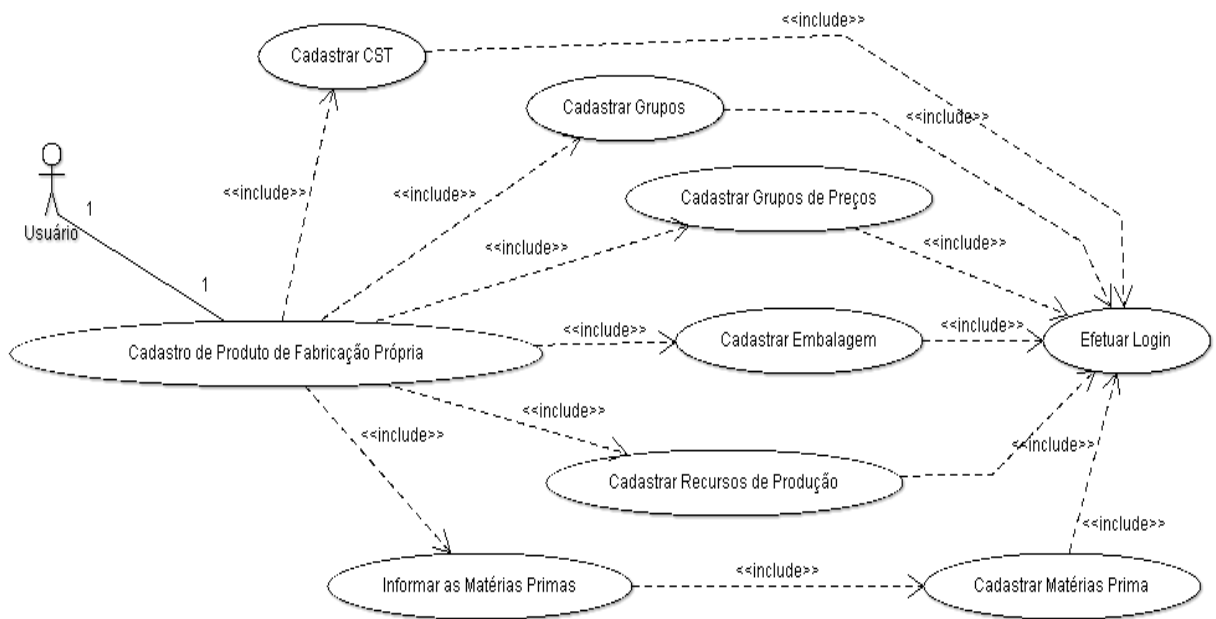 <<include>>
Cadastrar CST
Cadastrar Grupos
<<include>>
<<include>>
<<include>>
Cadastrar Grupos de Preços
1
Usuário
<<include>>
<<include>>
1
<<include>>
<<include>>
Cadastro de Produto de Fabricação Própria
Cadastrar Embalagem
Efetuar Login
<<include>>
<<include>>
<<include>>
Cadastrar Recursos de Produção
<<include>>
<<include>>
Informar as Matérias Primas
Cadastrar Matérias Prima